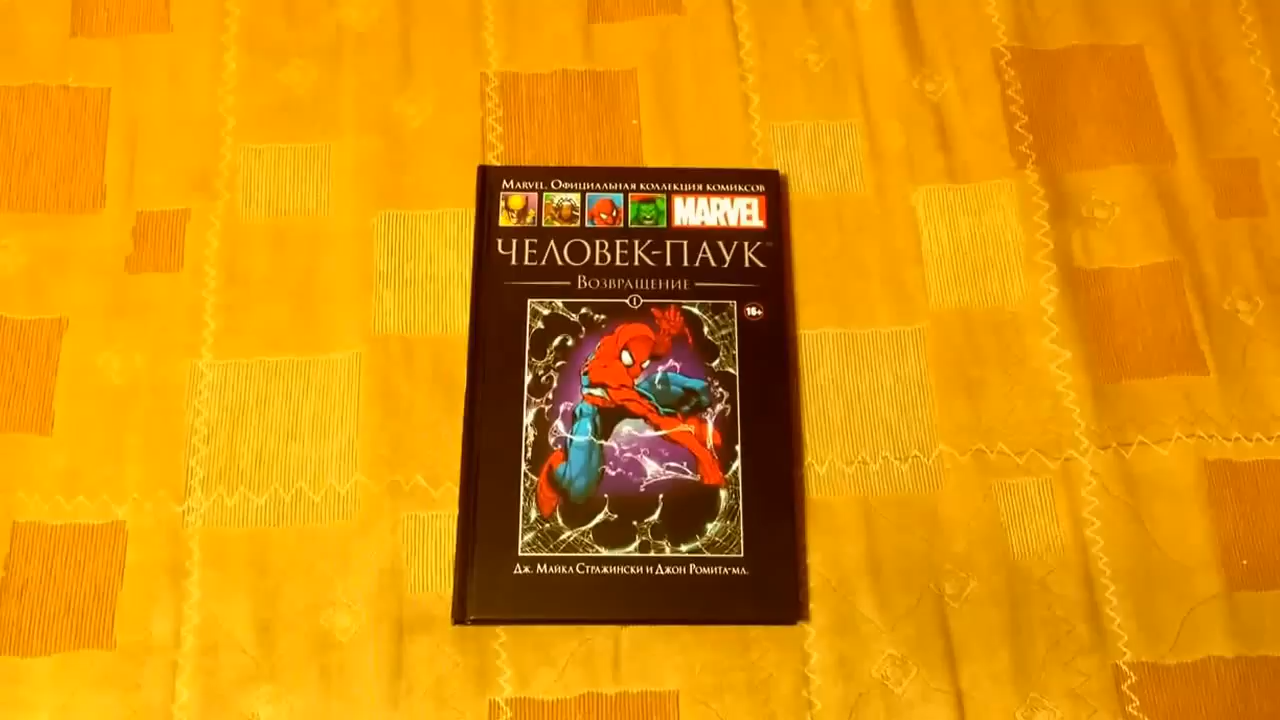 Marvel. Официальная коллекция комиксов
MARVEL
ЧЕЛОВЕК-ПАУК
Возвращение
1
16+
Дж. Майкл Стражински и Джон Ромита-мл.